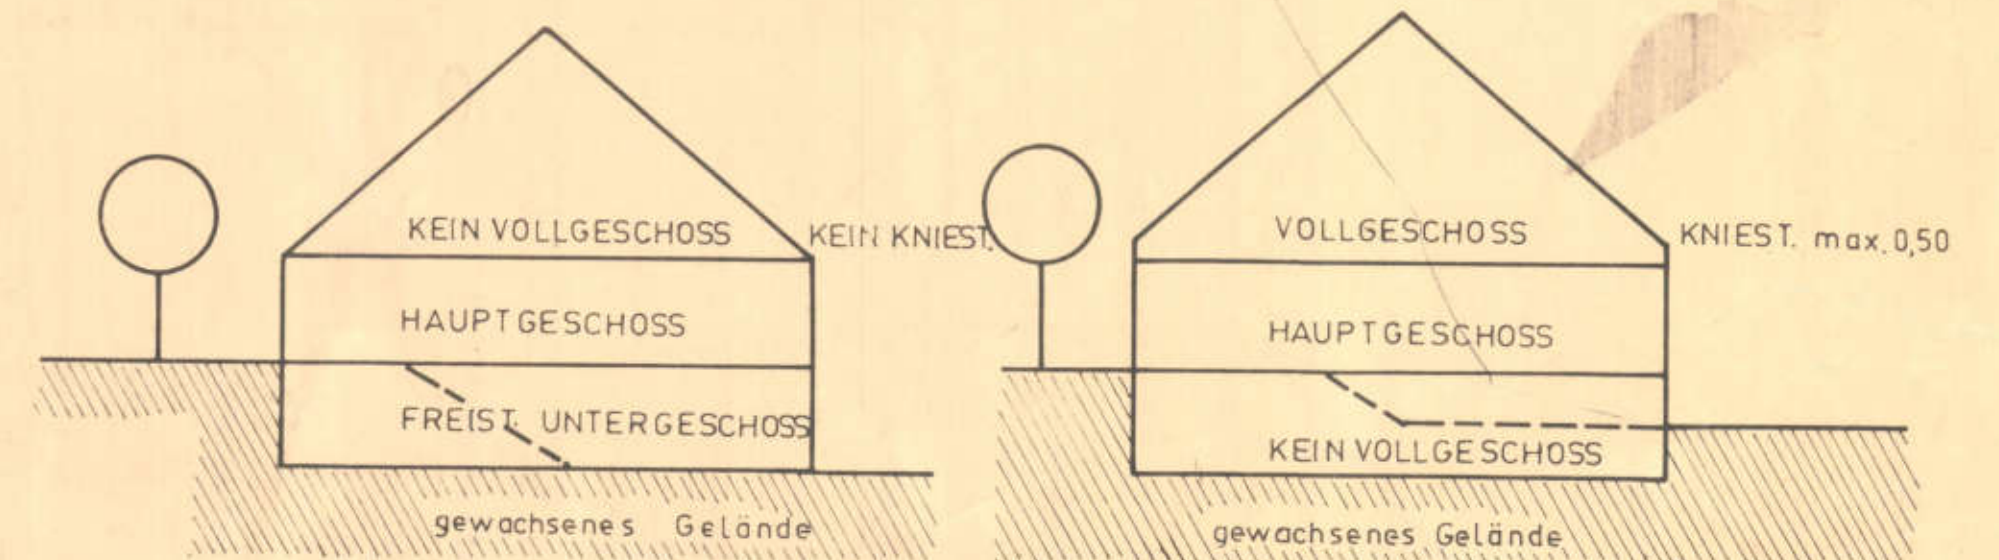 KEIN VOLLGESCHOSS
KEIN KNIEST.
HAUPTGESCHOSS
FREIST. UNTERGESCHOSS
gewachsenes Gelände
VOLLGESCHOSS
KNIEST. max. 0,50
HAUPTGESCHOSS
KEIN VOLLGESCHOSS
gewachsenes Gelände